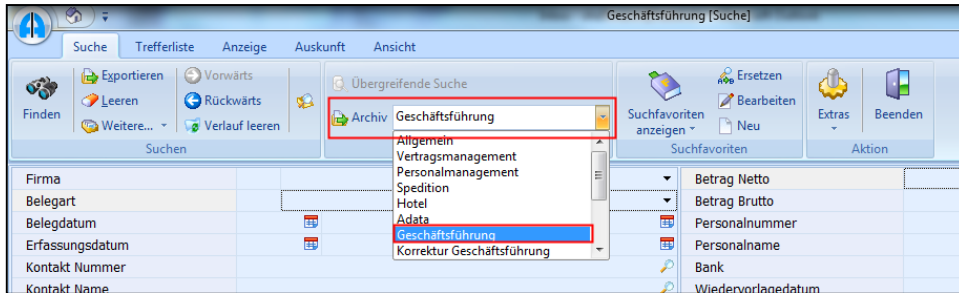 Geschäftsführung [Suche]
Suche Trefferliste Anzeige Auskunft Ansicht
Finden
Exportieren
Leeren
Weitere...
Vorwärts
Rückwärts
Verlauf leeren
Suchen
Übergreifende Suche
Archiv Geschäftsführung
Allgemein
Vertragsmanagement
Personalmanagement
Spedition
Hotel
Adata
Geschäftsführung
Korrektur Geschäftsführung
Suchfavoriten
anzeigen
Ersetzen
Bearbeiten
Neu
Suchfavoriten
Extras
Beenden
Aktion
Firma
Belegart
Belegdatum
Erfassungsdatum
Kontakt Nummer
Kontakt Name
Betrag Netto
Betrag Brutto
Personalnummer
Personalname
Bank
Wiedervorlagedatum